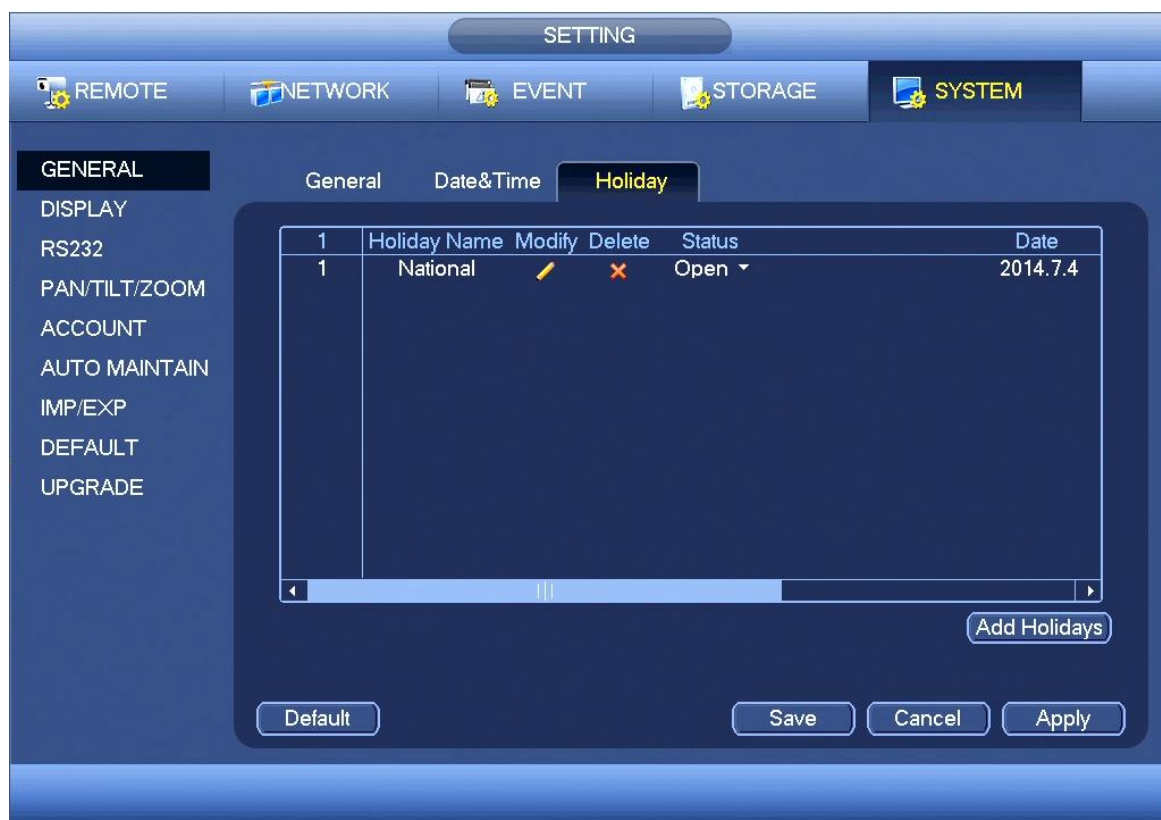 SETTING
REMOTE NETWORK EVENT STORAGE SYSTEM
GENERAL
DISPLAY
RS232
PAN/TILT/ZOOM
ACCOUNT
AUTO MAINTAIN
IMP/EXP
DEFAULT
UPGRADE
General Date&Time Holiday
1 Holiday Name Modify Delete Status Date
1 National Open 2014.7.4
Add Holidays
Default Save Cancel Apply